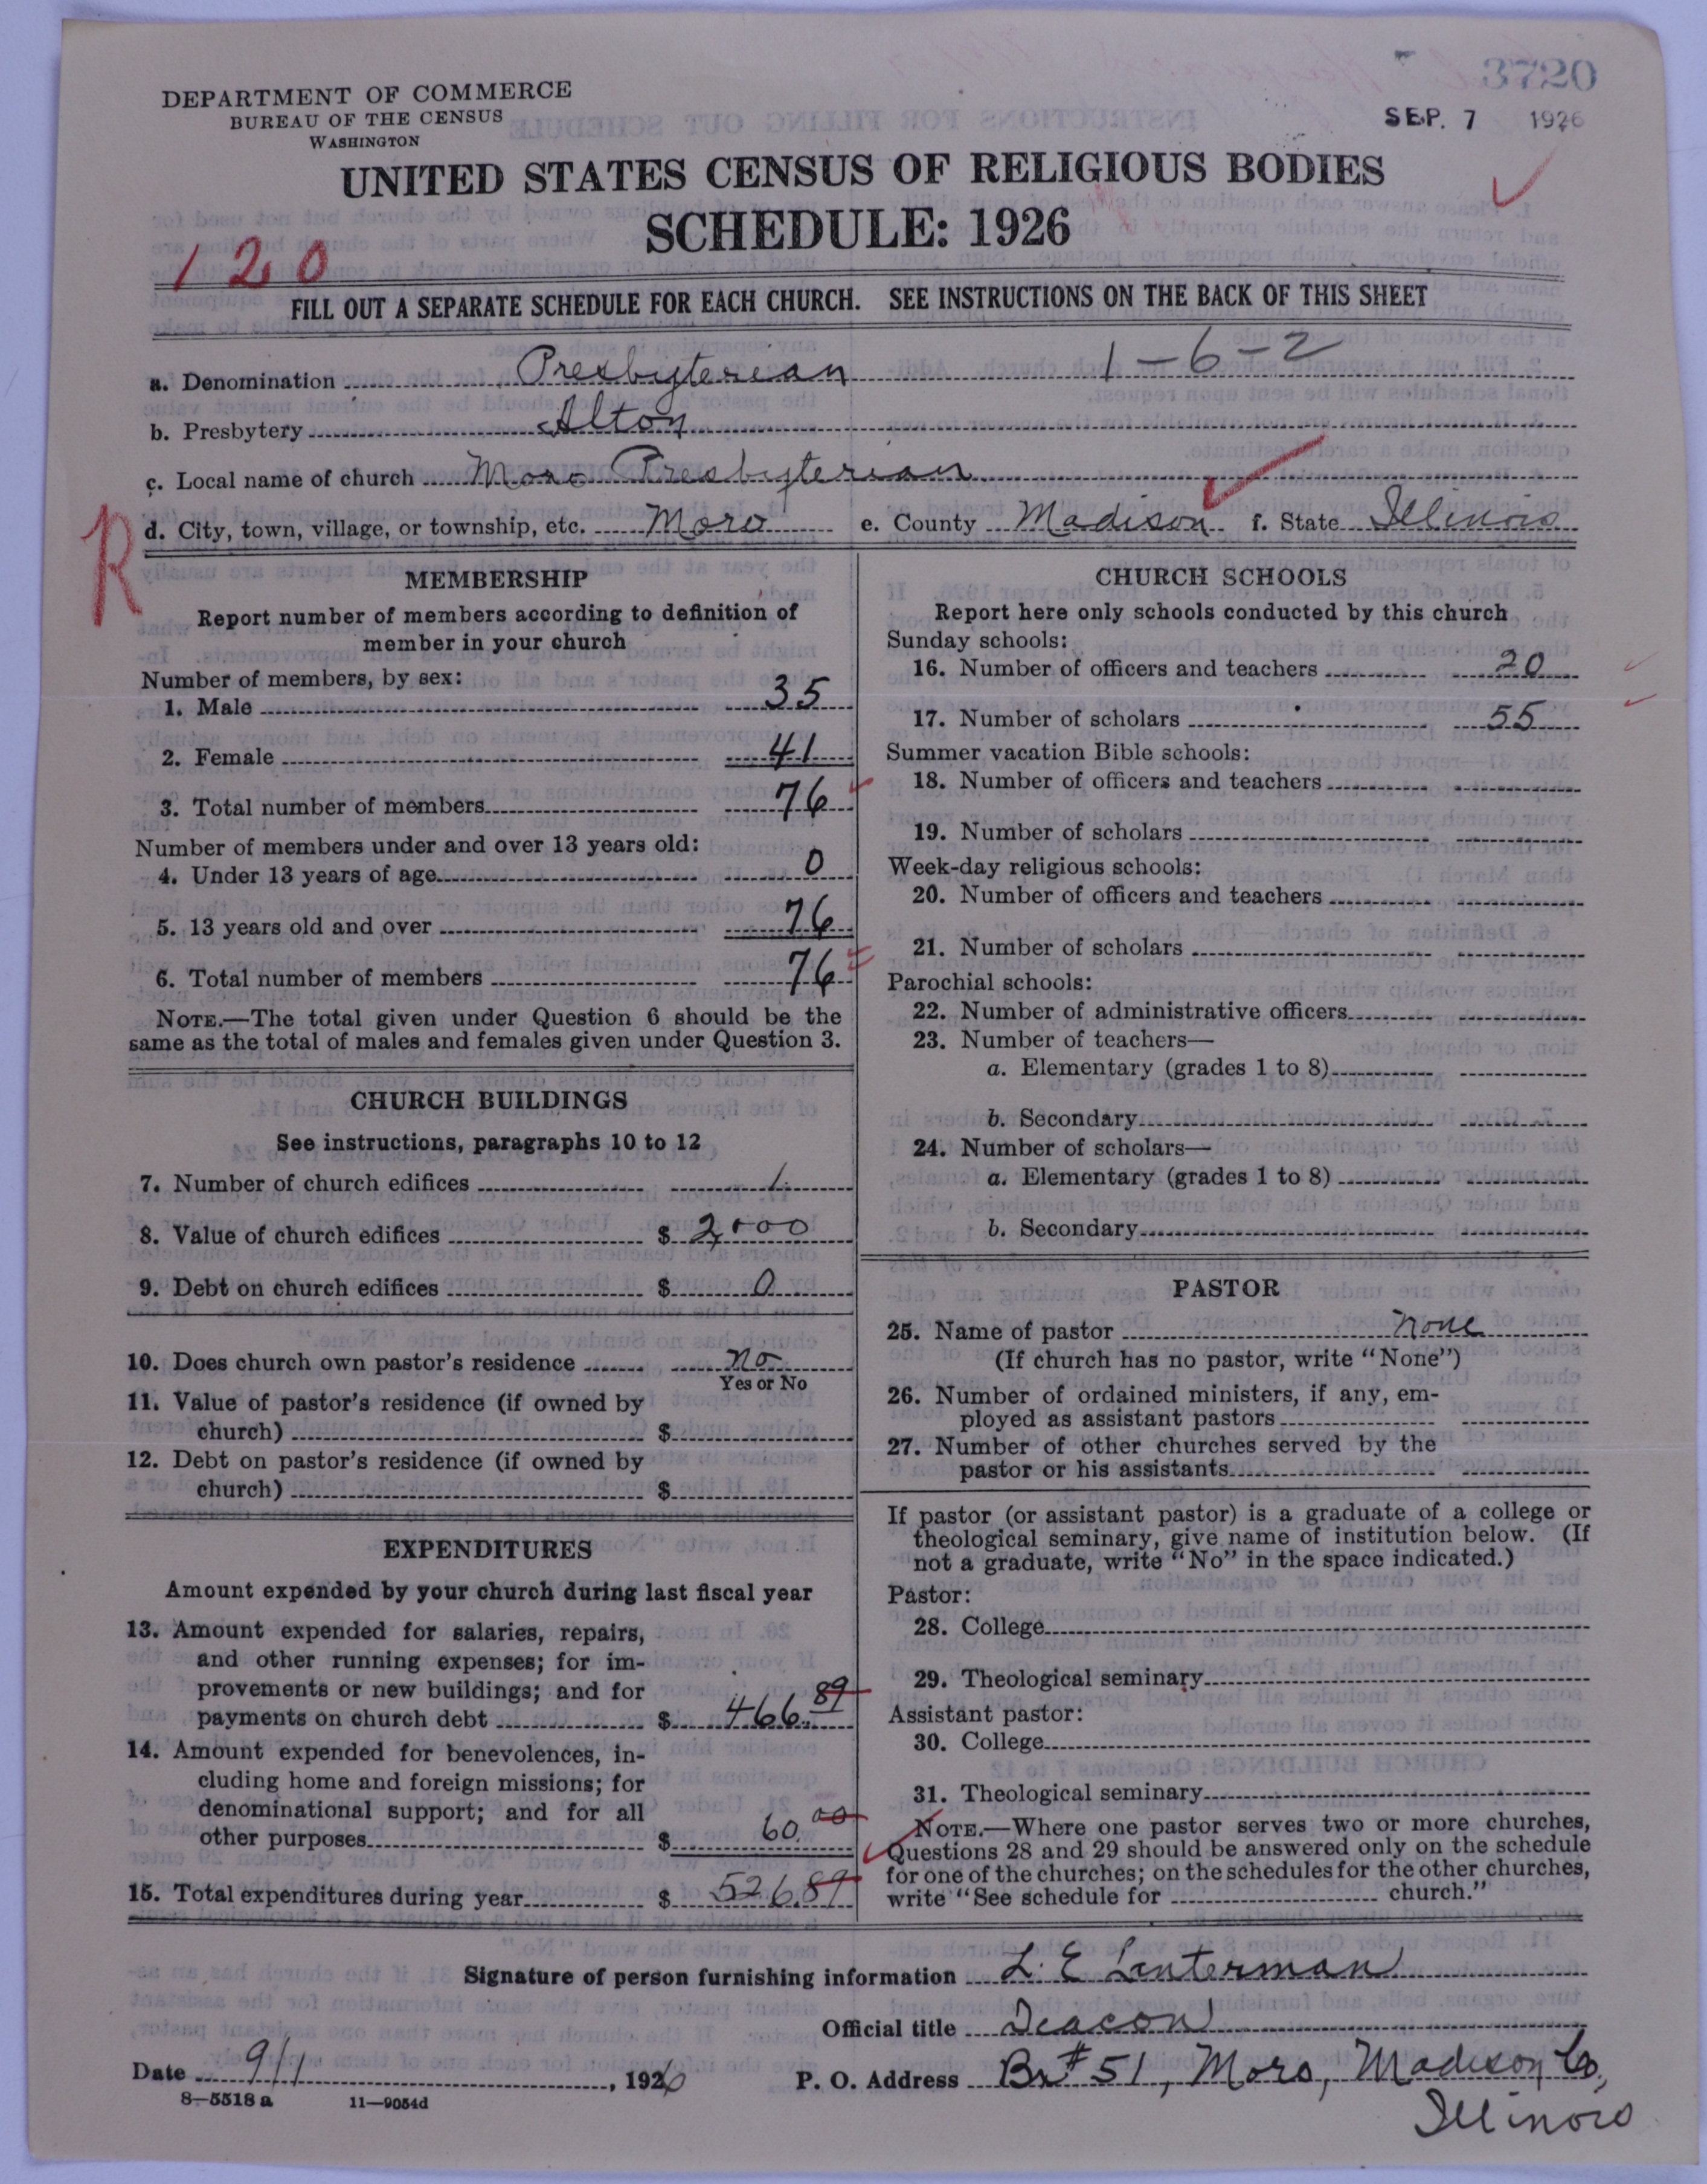 3720
DEPARTMENT OF COMMERCE
BUREAU OF THE CENSUS
WASHINGTON
SEP. 7 1926
UNITED STATES CENSUS OF RELIGIOUS BODIES
SCHEDULE: 1926
120
FILL OUT A SEPARATE SCHEDULE FOR EACH CHURCH. SEE INSTRUCTIONS ON THE BACK OF THIS SHEET
a. Denomination Presbyterian 1-6-2
b. Presbytery Alton
c. Local name of church Moro Presbyterian
R
d. City, town, village, or township, etc. Moro e. County Madison f. State Illinois
MEMBERSHIP
Report number of members according to definition of
member in your church
Number of members, by sex:
1. Male 35
2. Female 41
3. Total number of members 76
Number of members under and over 13 years old:
4. Under 13 years of age 0
5. 13 years old and over 76
6. Total number of members 76
NOTE.—The total given under Question 6 should be the
same as the total of males and females given under Question 3.
CHURCH BUILDINGS
See instructions, paragraphs 10 to 12
7. Number of church edifices 1
8. Value of church edifices $ 2,000
9. Debt on church edifices $ 0
10. Does church own pastor's residence no
Yes or No
11. Value of pastor's residence (if owned by
church) $
12. Debt on pastor's residence (if owned by
church) $
EXPENDITURES
Amount expended by your church during last fiscal year
13. Amount expended for salaries, repairs,
and other running expenses; for im-
provements or new buildings; and for
payments on church debt $ 466.89
14. Amount expended for benevolences, in-
cluding home and foreign missions; for
denominational support; and for all
other purposes $ 60.00
15. Total expenditures during year $ 526.89
CHURCH SCHOOLS
Report here only schools conducted by this church
Sunday schools:
16. Number of officers and teachers 20
17. Number of scholars 55
Summer vacation Bible schools:
18. Number of officers and teachers
19. Number of scholars
Week-day religious schools:
20. Number of officers and teachers
21. Number of scholars
Parochial schools:
22. Number of administrative officers
23. Number of teachers—
a. Elementary (grades 1 to 8)
b. Secondary
24. Number of scholars—
a. Elementary (grades 1 to 8)
b. Secondary
PASTOR
25. Name of pastor none
(If church has no pastor, write "None")
26. Number of ordained ministers, if any, em-
ployed as assistant pastors
27. Number of other churches served by the
pastor or his assistants
If pastor (or assistant pastor) is a graduate of a college or
theological seminary, give name of institution below. (If
not a graduate, write "No" in the space indicated.)
Pastor:
28. College
29. Theological seminary
Assistant pastor:
30. College
31. Theological seminary
NOTE.—Where one pastor serves two or more churches,
Questions 28 and 29 should be answered only on the schedule
for one of the churches; on the schedules for the other churches,
write "See schedule for church."
Signature of person furnishing information L. E. Lanterman
Official title Deacon
Date 9/1, 1926 P. O. Address Bx #51, Moro, Madison Co.,
Illinois
8—5518 a 11—9054d